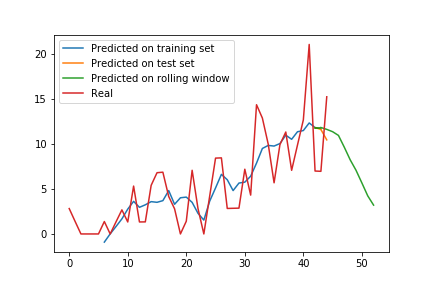 Predicted on training set
Predicted on test set
Predicted on rolling window
Real
20
15
10
5
0
0 10 20 30 40 50